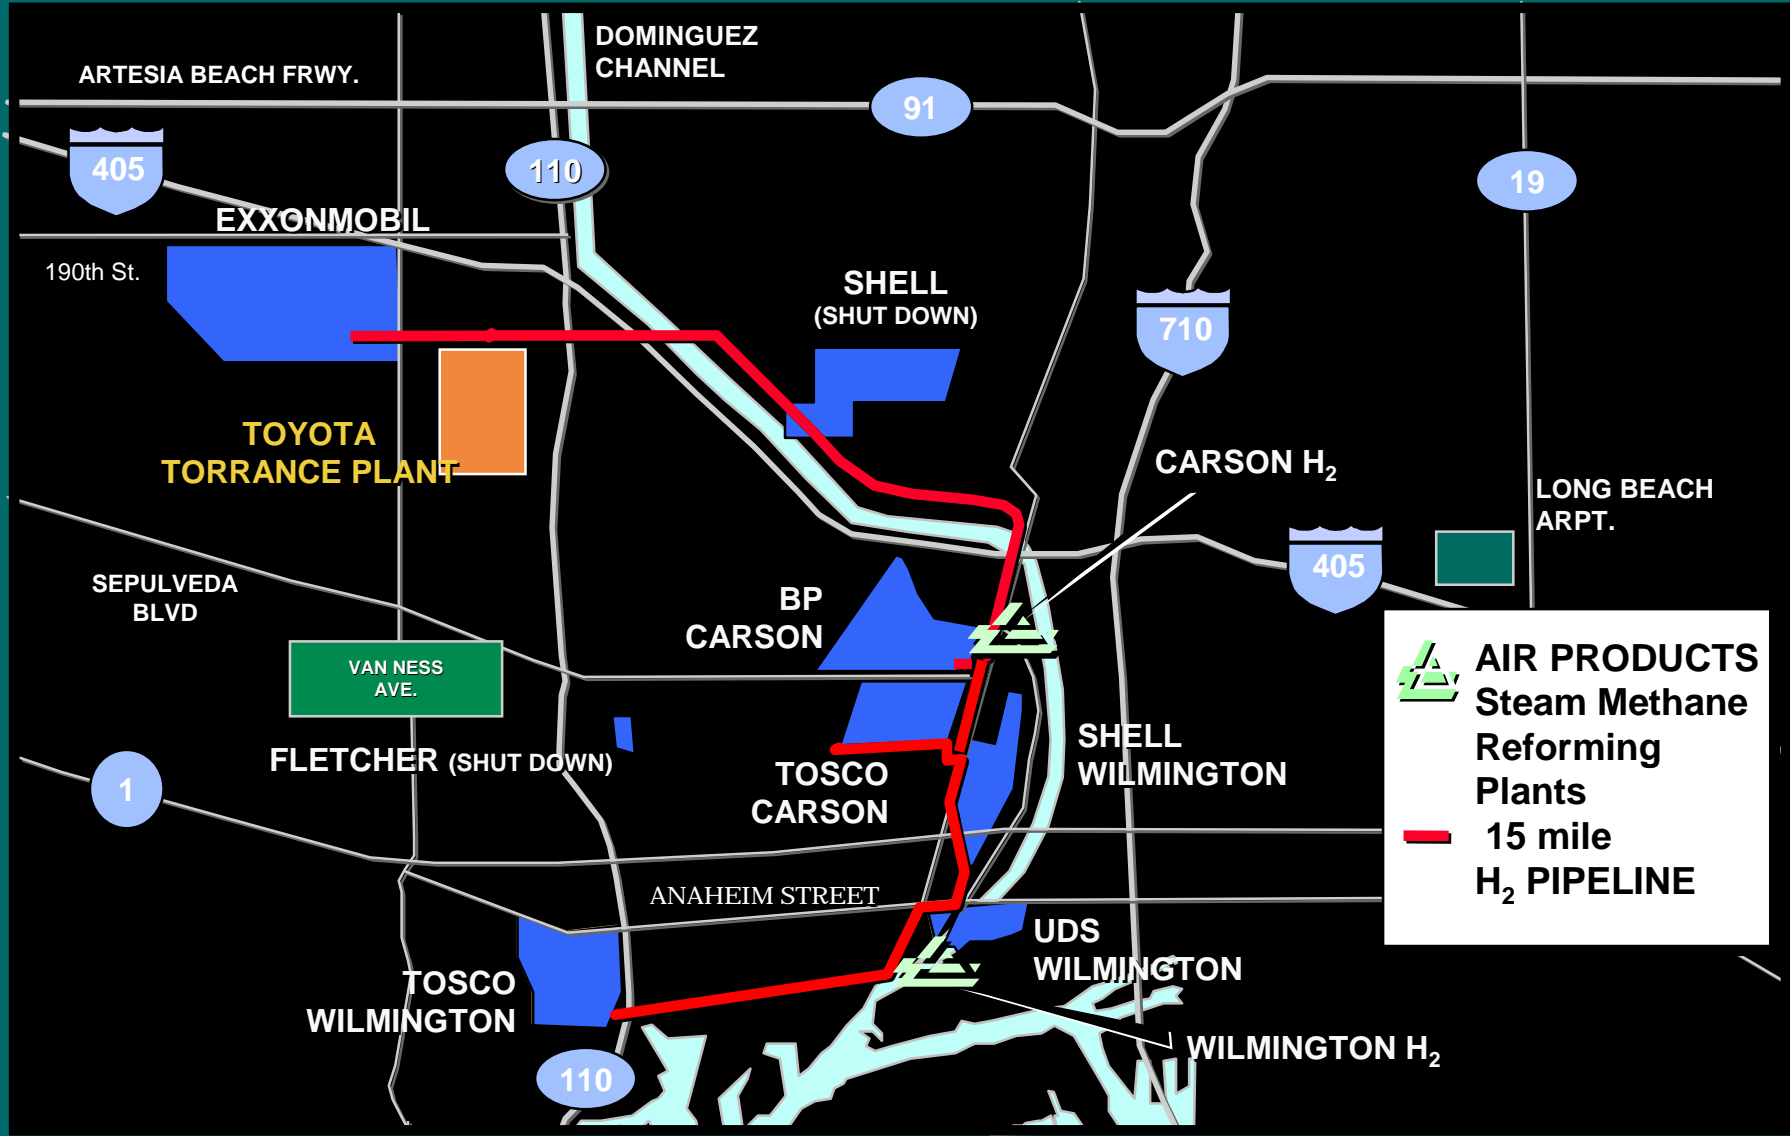 DOMINGUEZ
CHANNEL
ARTESIA BEACH FRWY.
91
405
110
19
EXXONMOBIL
190th St.
SHELL
(SHUT DOWN)
710
TOYOTA
TORRANCE PLANT
CARSON H₂
LONG BEACH
ARPT.
405
SEPULVEDA
BLVD
BP
CARSON
VAN NESS
AVE.
AIR PRODUCTS
Steam Methane
Reforming
Plants
15 mile
H₂ PIPELINE
FLETCHER (SHUT DOWN)
SHELL
WILMINGTON
1
TOSCO
CARSON
ANAHEIM STREET
UDS
WILMINGTON
TOSCO
WILMINGTON
WILMINGTON H₂
110